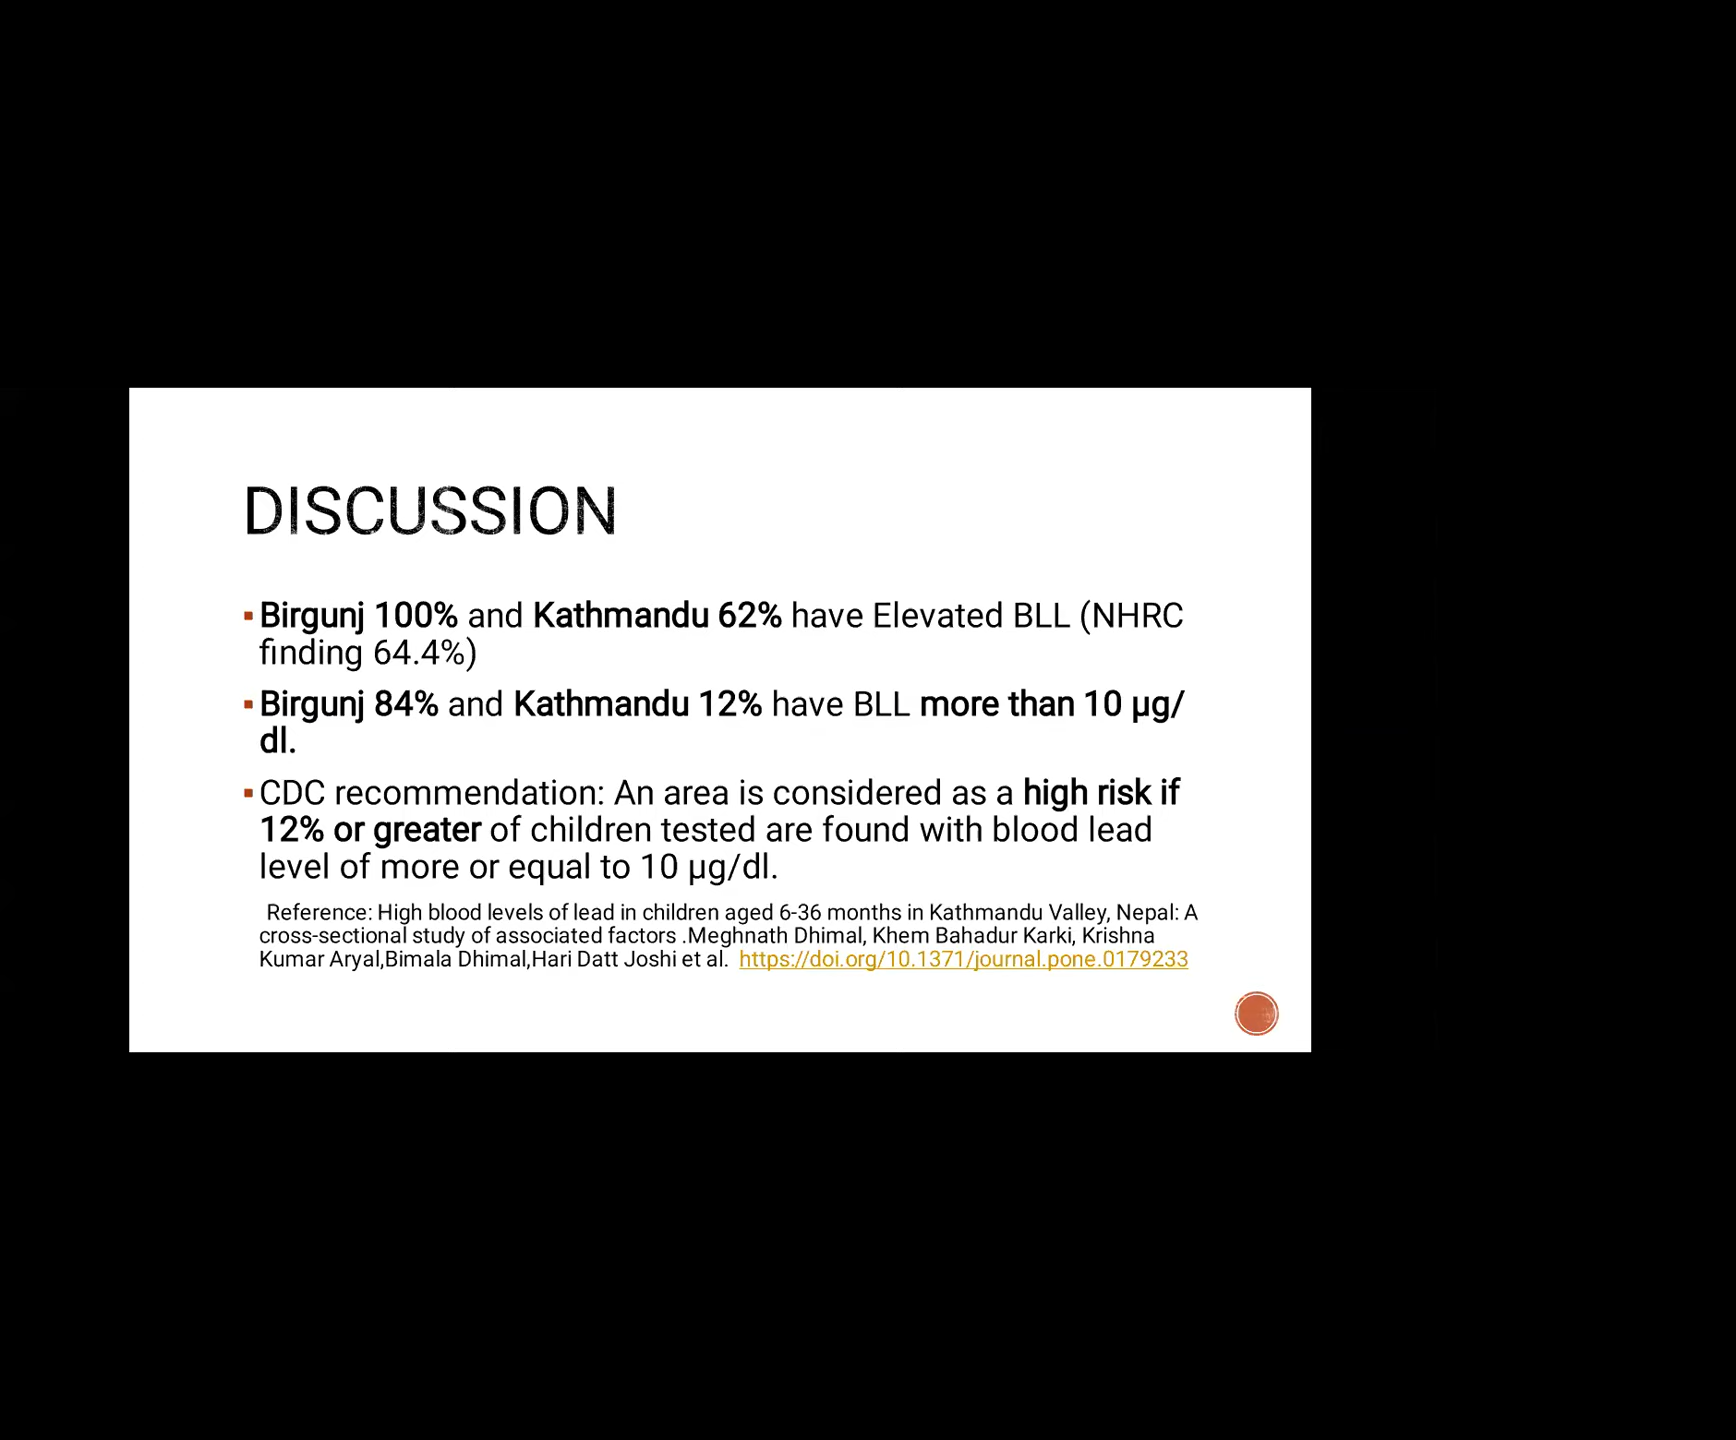 DISCUSSION
▪Birgunj 100% and Kathmandu 62% have Elevated BLL (NHRC
finding 64.4%)
▪Birgunj 84% and Kathmandu 12% have BLL more than 10 µg/
dl.
▪CDC recommendation: An area is considered as a high risk if
12% or greater of children tested are found with blood lead
level of more or equal to 10 µg/dl.
Reference: High blood levels of lead in children aged 6-36 months in Kathmandu Valley, Nepal: A
cross-sectional study of associated factors .Meghnath Dhimal, Khem Bahadur Karki, Krishna
Kumar Aryal,Bimala Dhimal,Hari Datt Joshi et al. https://doi.org/10.1371/journal.pone.0179233